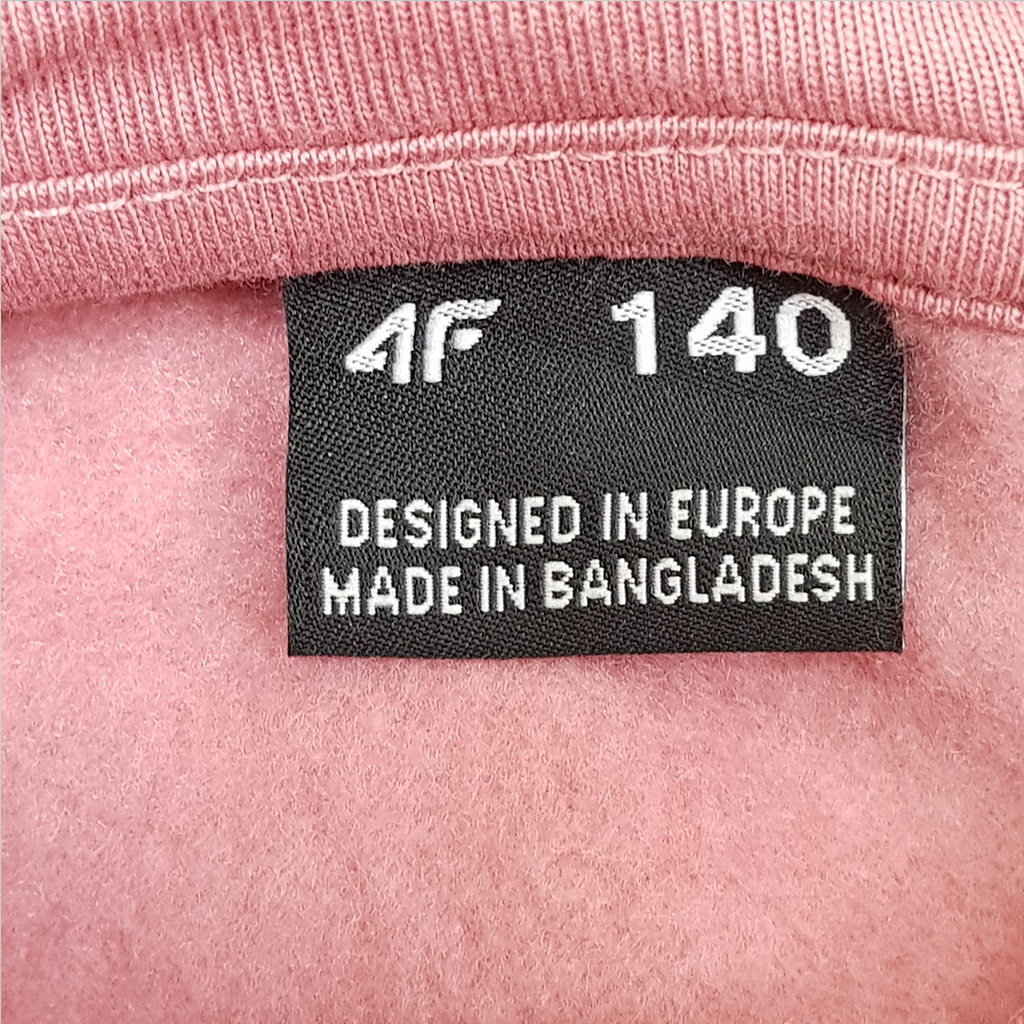 4F 140
DESIGNED IN EUROPE
MADE IN BANGLADESH